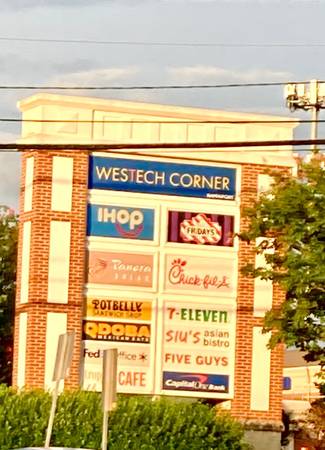 WESTECH CORNER
IHOP
FRIDAYS
Panera
BREAD
Chick-fil-A
POTBELLY
SANDWICH SHOP
7-ELEVEN
QDOBA
MEXICAN EATS
SIU'S asian
bistro
FedEx Office
FIVE GUYS
CAFE
Capital One Bank